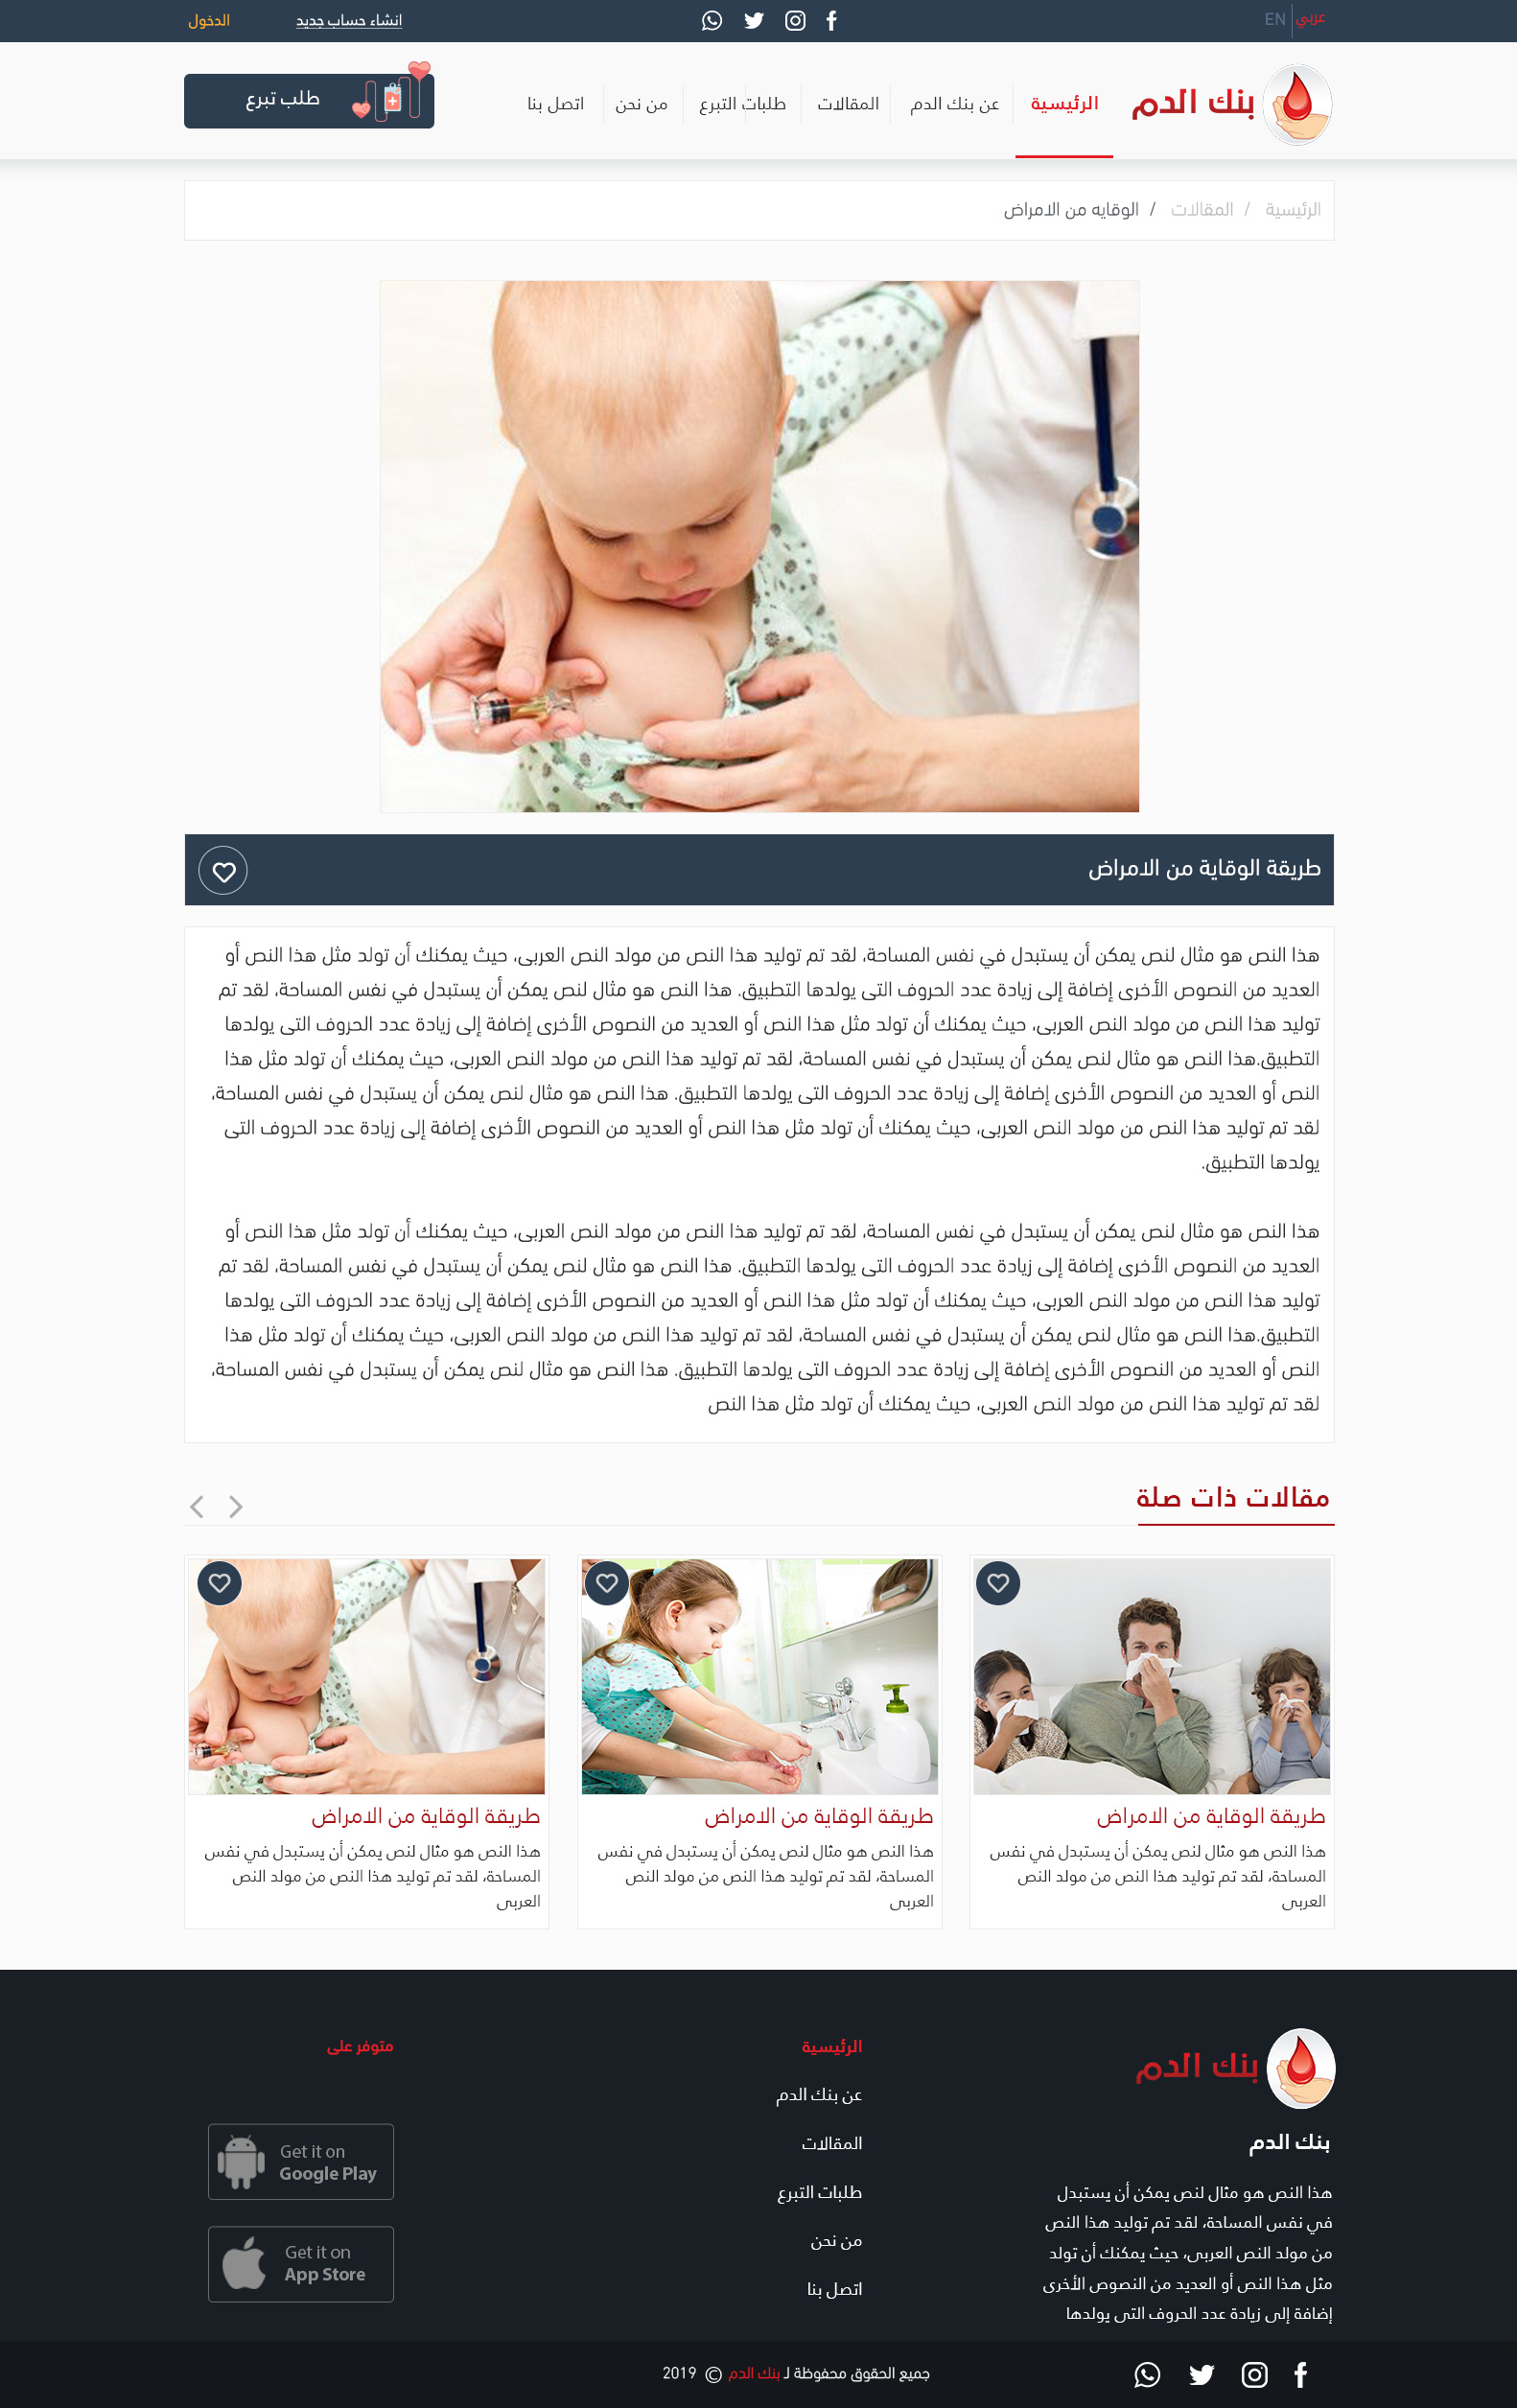 عربي
EN
انشاء حساب جديد
الدخول
بنك الدم
الرئيسية
عن بنك الدم
المقالات
طلبات التبرع
من نحن
اتصل بنا
طلب تبرع
الرئيسية / المقالات / الوقايه من الامراض
طريقة الوقاية من الامراض
هذا النص هو مثال لنص يمكن أن يستبدل في نفس المساحة، لقد تم توليد هذا النص من مولد النص العربى، حيث يمكنك أن تولد مثل هذا النص أو
العديد من النصوص الأخرى إضافة إلى زيادة عدد الحروف التى يولدها التطبيق. هذا النص هو مثال لنص يمكن أن يستبدل في نفس المساحة، لقد تم
توليد هذا النص من مولد النص العربى، حيث يمكنك أن تولد مثل هذا النص أو العديد من النصوص الأخرى إضافة إلى زيادة عدد الحروف التى يولدها
التطبيق.هذا النص هو مثال لنص يمكن أن يستبدل في نفس المساحة، لقد تم توليد هذا النص من مولد النص العربى، حيث يمكنك أن تولد مثل هذا
النص أو العديد من النصوص الأخرى إضافة إلى زيادة عدد الحروف التى يولدها التطبيق. هذا النص هو مثال لنص يمكن أن يستبدل في نفس المساحة،
لقد تم توليد هذا النص من مولد النص العربى، حيث يمكنك أن تولد مثل هذا النص أو العديد من النصوص الأخرى إضافة إلى زيادة عدد الحروف التى
يولدها التطبيق.
هذا النص هو مثال لنص يمكن أن يستبدل في نفس المساحة، لقد تم توليد هذا النص من مولد النص العربى، حيث يمكنك أن تولد مثل هذا النص أو
العديد من النصوص الأخرى إضافة إلى زيادة عدد الحروف التى يولدها التطبيق. هذا النص هو مثال لنص يمكن أن يستبدل في نفس المساحة، لقد تم
توليد هذا النص من مولد النص العربى، حيث يمكنك أن تولد مثل هذا النص أو العديد من النصوص الأخرى إضافة إلى زيادة عدد الحروف التى يولدها
التطبيق.هذا النص هو مثال لنص يمكن أن يستبدل في نفس المساحة، لقد تم توليد هذا النص من مولد النص العربى، حيث يمكنك أن تولد مثل هذا
النص أو العديد من النصوص الأخرى إضافة إلى زيادة عدد الحروف التى يولدها التطبيق. هذا النص هو مثال لنص يمكن أن يستبدل في نفس المساحة،
لقد تم توليد هذا النص من مولد النص العربى، حيث يمكنك أن تولد مثل هذا النص
مقالات ذات صلة
طريقة الوقاية من الامراض
هذا النص هو مثال لنص يمكن أن يستبدل في نفس
المساحة، لقد تم توليد هذا النص من مولد النص
العربى
طريقة الوقاية من الامراض
هذا النص هو مثال لنص يمكن أن يستبدل في نفس
المساحة، لقد تم توليد هذا النص من مولد النص
العربى
طريقة الوقاية من الامراض
هذا النص هو مثال لنص يمكن أن يستبدل في نفس
المساحة، لقد تم توليد هذا النص من مولد النص
العربى
بنك الدم
بنك الدم
هذا النص هو مثال لنص يمكن أن يستبدل
في نفس المساحة، لقد تم توليد هذا النص
من مولد النص العربى، حيث يمكنك أن تولد
مثل هذا النص أو العديد من النصوص الأخرى
إضافة إلى زيادة عدد الحروف التى يولدها
الرئيسية
عن بنك الدم
المقالات
طلبات التبرع
من نحن
اتصل بنا
متوفر على
Get it on
Google Play
Get it on
App Store
جميع الحقوق محفوظة لـ بنك الدم © 2019